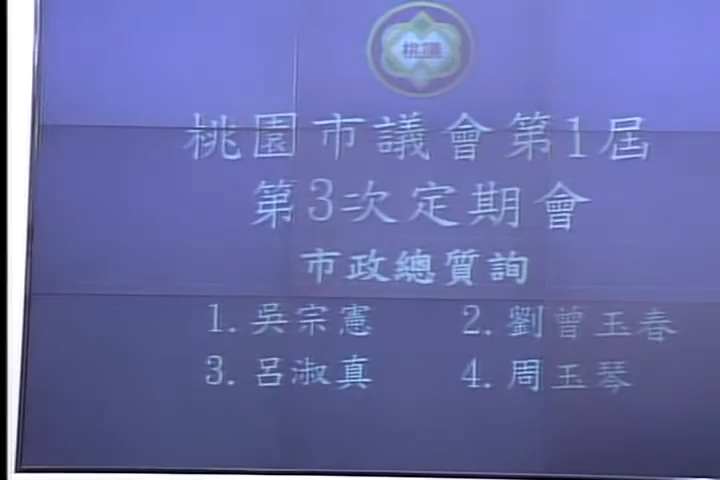 桃議
桃園市議會第1屆
第3次定期會
市政總質詢
1. 吳宗憲 2. 劉曾玉春
3. 呂淑真 4. 周玉琴